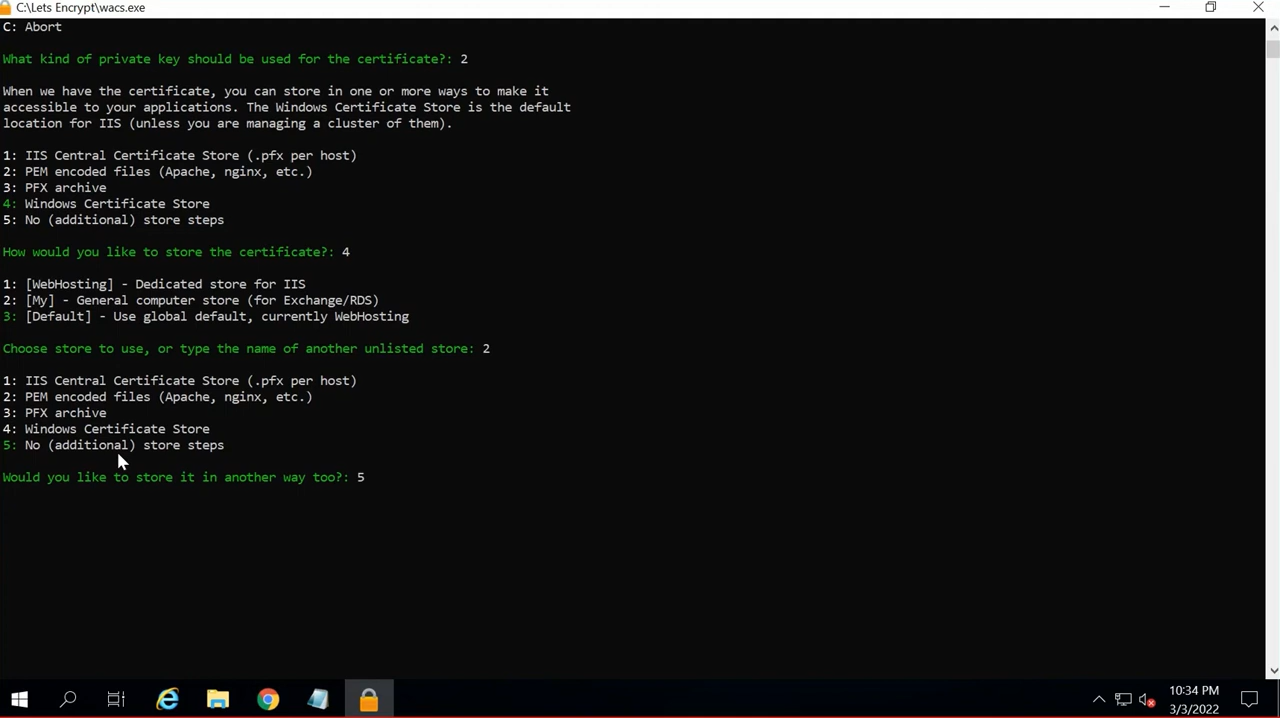 C:\Lets Encrypt\wacs.exe
C: Abort
What kind of private key should be used for the certificate?: 2
When we have the certificate, you can store in one or more ways to make it
accessible to your applications. The Windows Certificate Store is the default
location for IIS (unless you are managing a cluster of them).
1: IIS Central Certificate Store (.pfx per host)
2: PEM encoded files (Apache, nginx, etc.)
3: PFX archive
4: Windows Certificate Store
5: No (additional) store steps
How would you like to store the certificate?: 4
1: [WebHosting] - Dedicated store for IIS
2: [My] - General computer store (for Exchange/RDS)
3: [Default] - Use global default, currently WebHosting
Choose store to use, or type the name of another unlisted store: 2
1: IIS Central Certificate Store (.pfx per host)
2: PEM encoded files (Apache, nginx, etc.)
3: PFX archive
4: Windows Certificate Store
5: No (additional) store steps
Would you like to store it in another way too?: 5
10:34 PM
3/3/2022